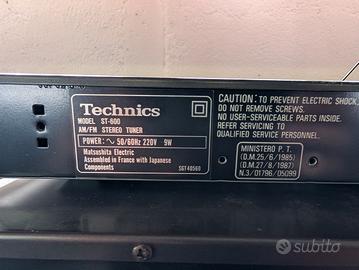 Technics
MODEL ST-600
AM/FM STEREO TUNER
POWER: ∿ 50/60Hz 220V 9W
Matsushita Electric
Assembled in France with Japanese
Components
SGT40560
CAUTION: TO PREVENT ELECTRIC SHOCK,
DO NOT REMOVE SCREWS.
NO USER-SERVICEABLE PARTS INSIDE.
REFER SERVICING TO
QUALIFIED SERVICE PERSONNEL.
MINISTERO P. T.
(D.M.25/6/1985)
(D.M.27/8/1987)
N.3/01796/05099
subito